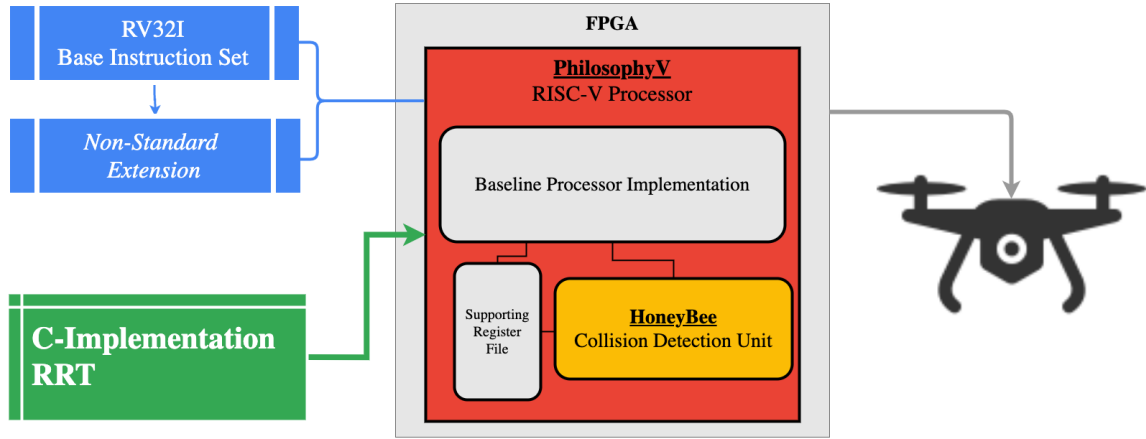 RV32I
Base Instruction Set
Non-Standard
Extension
C-Implementation
RRT
FPGA
PhilosophyV
RISC-V Processor
Baseline Processor Implementation
Supporting
Register
File
HoneyBee
Collision Detection Unit